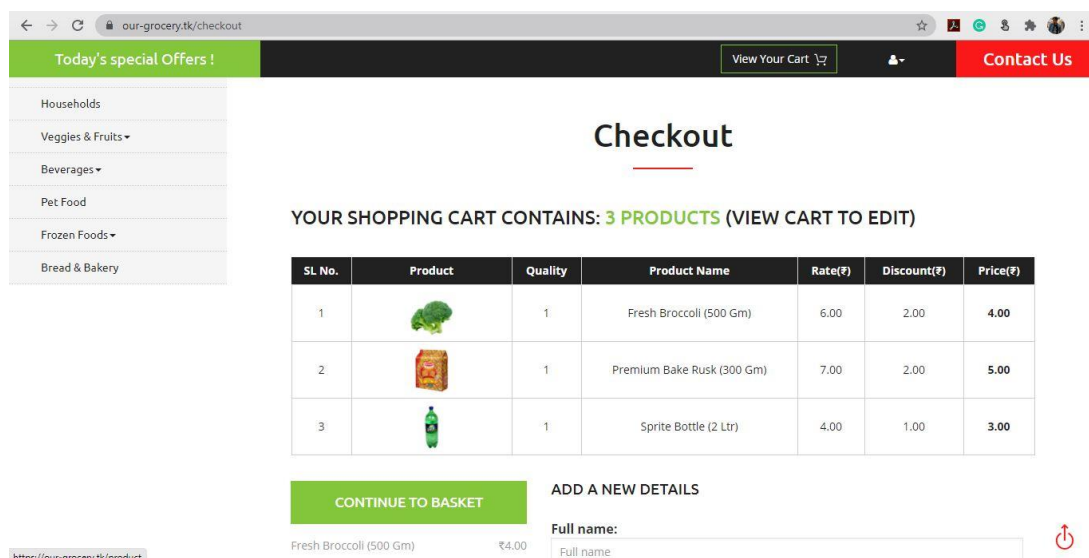 our-grocery.tk/checkout
Today's special Offers !
View Your Cart
Contact Us
Households
Veggies & Fruits
Beverages
Pet Food
Frozen Foods
Bread & Bakery
Checkout
YOUR SHOPPING CART CONTAINS: 3 PRODUCTS (VIEW CART TO EDIT)
SL No. Product Quality Product Name Rate(₹) Discount(₹) Price(₹)
1 1 Fresh Broccoli (500 Gm) 6.00 2.00 4.00
2 1 Premium Bake Rusk (300 Gm) 7.00 2.00 5.00
3 1 Sprite Bottle (2 Ltr) 4.00 1.00 3.00
CONTINUE TO BASKET
Fresh Broccoli (500 Gm) ₹4.00
ADD A NEW DETAILS
Full name:
Full name
https://our-grocery.tk/product